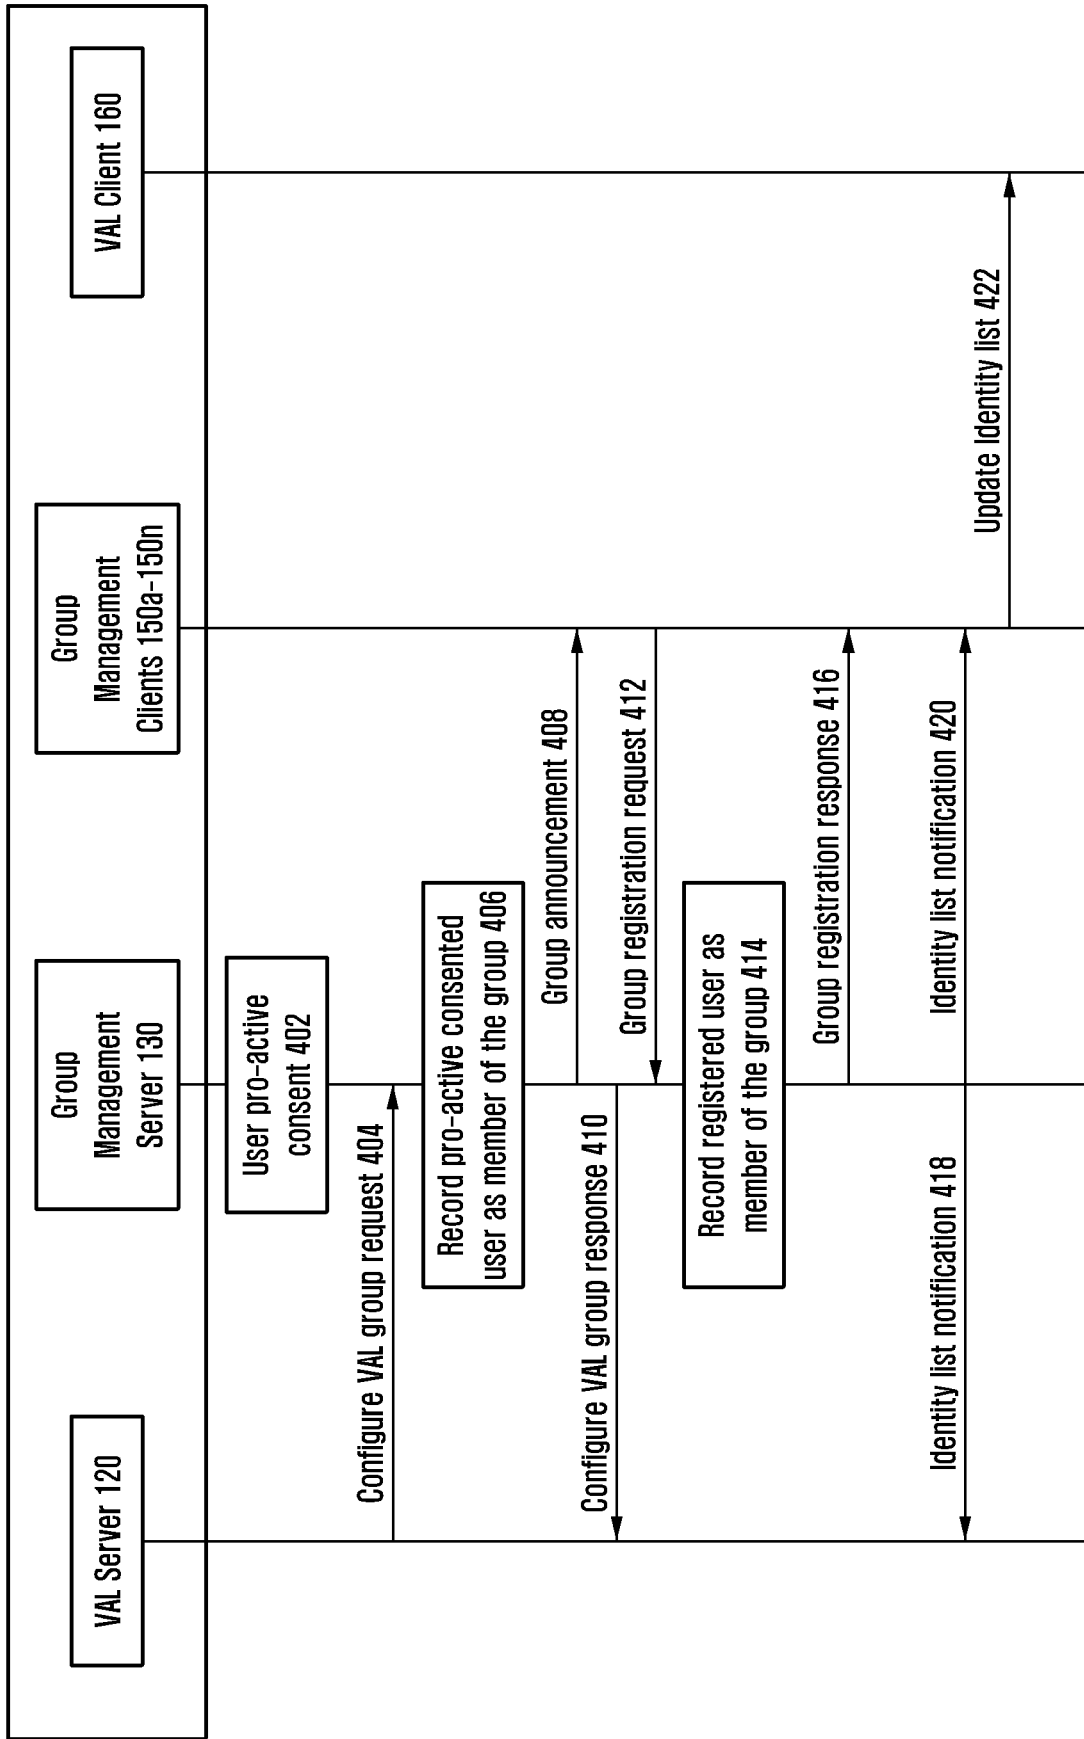 VAL Server 120
Group
Management
Server 130
Group
Management
Clients 150a-150n
VAL Client 160
User pro-active
consent 402
Configure VAL group request 404
Record pro-active consented
user as member of the group 406
Group announcement 408
Configure VAL group response 410
Group registration request 412
Record registered user as
member of the group 414
Group registration response 416
Identity list notification 418
Identity list notification 420
Update Identity list 422